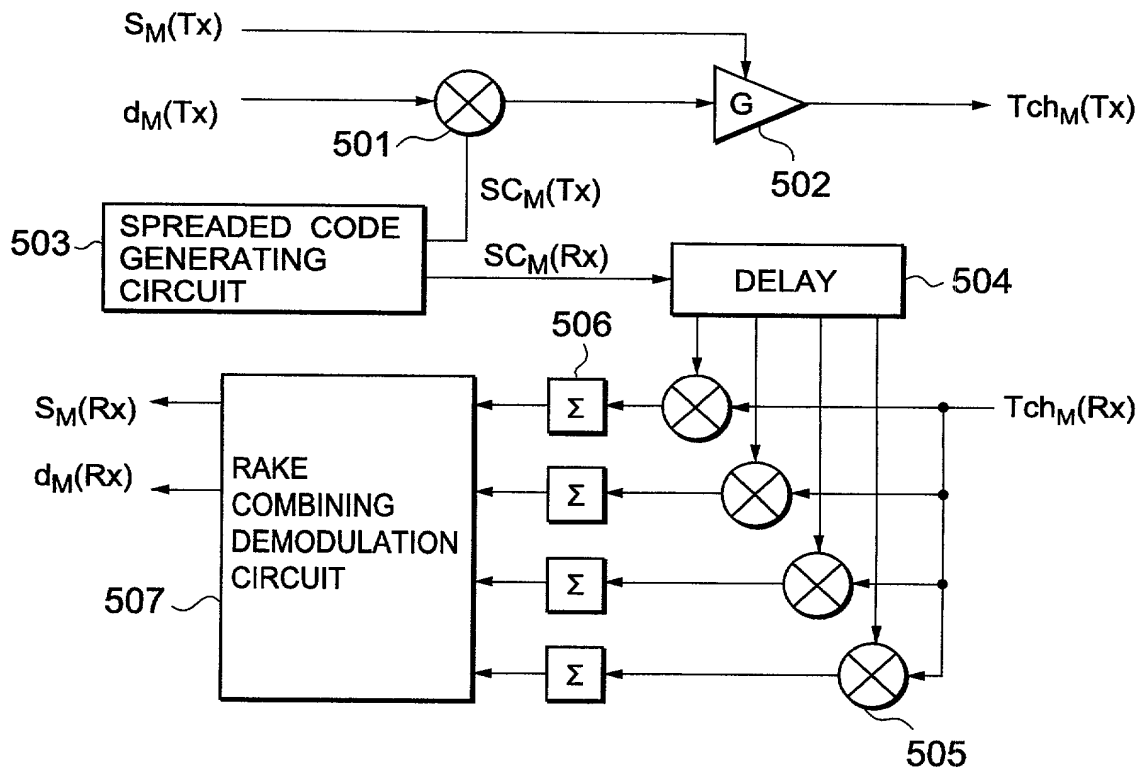 S_M(Tx)
d_M(Tx)
501
G
502
Tch_M(Tx)
SC_M(Tx)
503
SPREADED CODE
GENERATING
CIRCUIT
SC_M(Rx)
DELAY
504
506
S_M(Rx)
d_M(Rx)
RAKE
COMBINING
DEMODULATION
CIRCUIT
507
Σ
Σ
Σ
Σ
Tch_M(Rx)
505